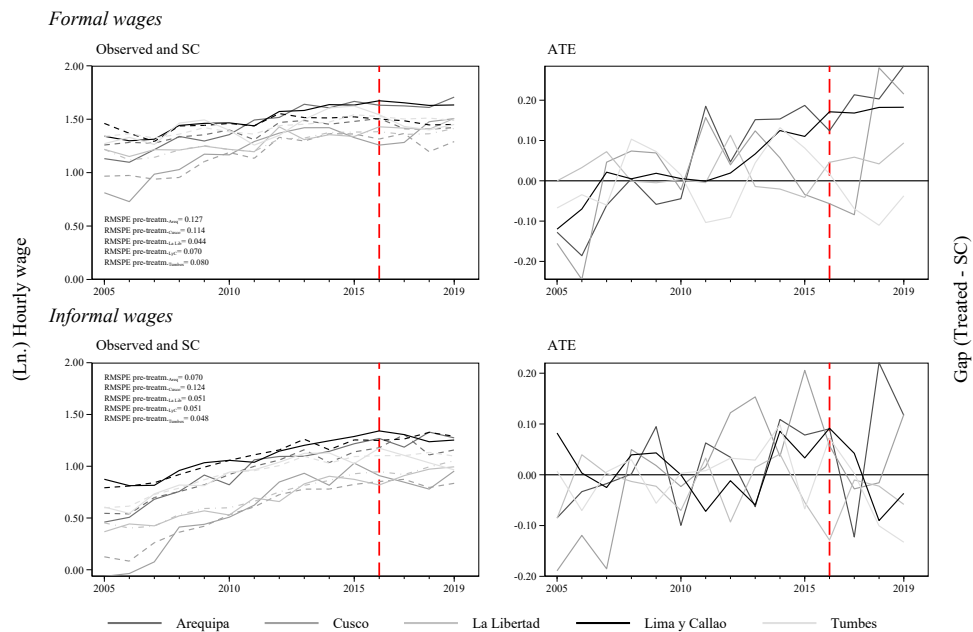 Formal wages
Observed and SC
ATE
2.00
1.50
1.00
0.50
0.00
RMSPE pre-treatm.Areq= 0.127
RMSPE pre-treatm.Cusco= 0.114
RMSPE pre-treatm.La Lib= 0.044
RMSPE pre-treatm.LyC= 0.070
RMSPE pre-treatm.Tumbes= 0.080
2005 2010 2015 2019
0.20
0.10
0.00
-0.10
-0.20
2005 2010 2015 2019
(Ln.) Hourly wage
Gap (Treated - SC)
Informal wages
Observed and SC
ATE
2.00
1.50
1.00
0.50
0.00
RMSPE pre-treatm.Areq= 0.070
RMSPE pre-treatm.Cusco= 0.124
RMSPE pre-treatm.La Lib= 0.051
RMSPE pre-treatm.LyC= 0.051
RMSPE pre-treatm.Tumbes= 0.048
2005 2010 2015 2019
0.20
0.10
0.00
-0.10
-0.20
2005 2010 2015 2019
Arequipa Cusco La Libertad Lima y Callao Tumbes